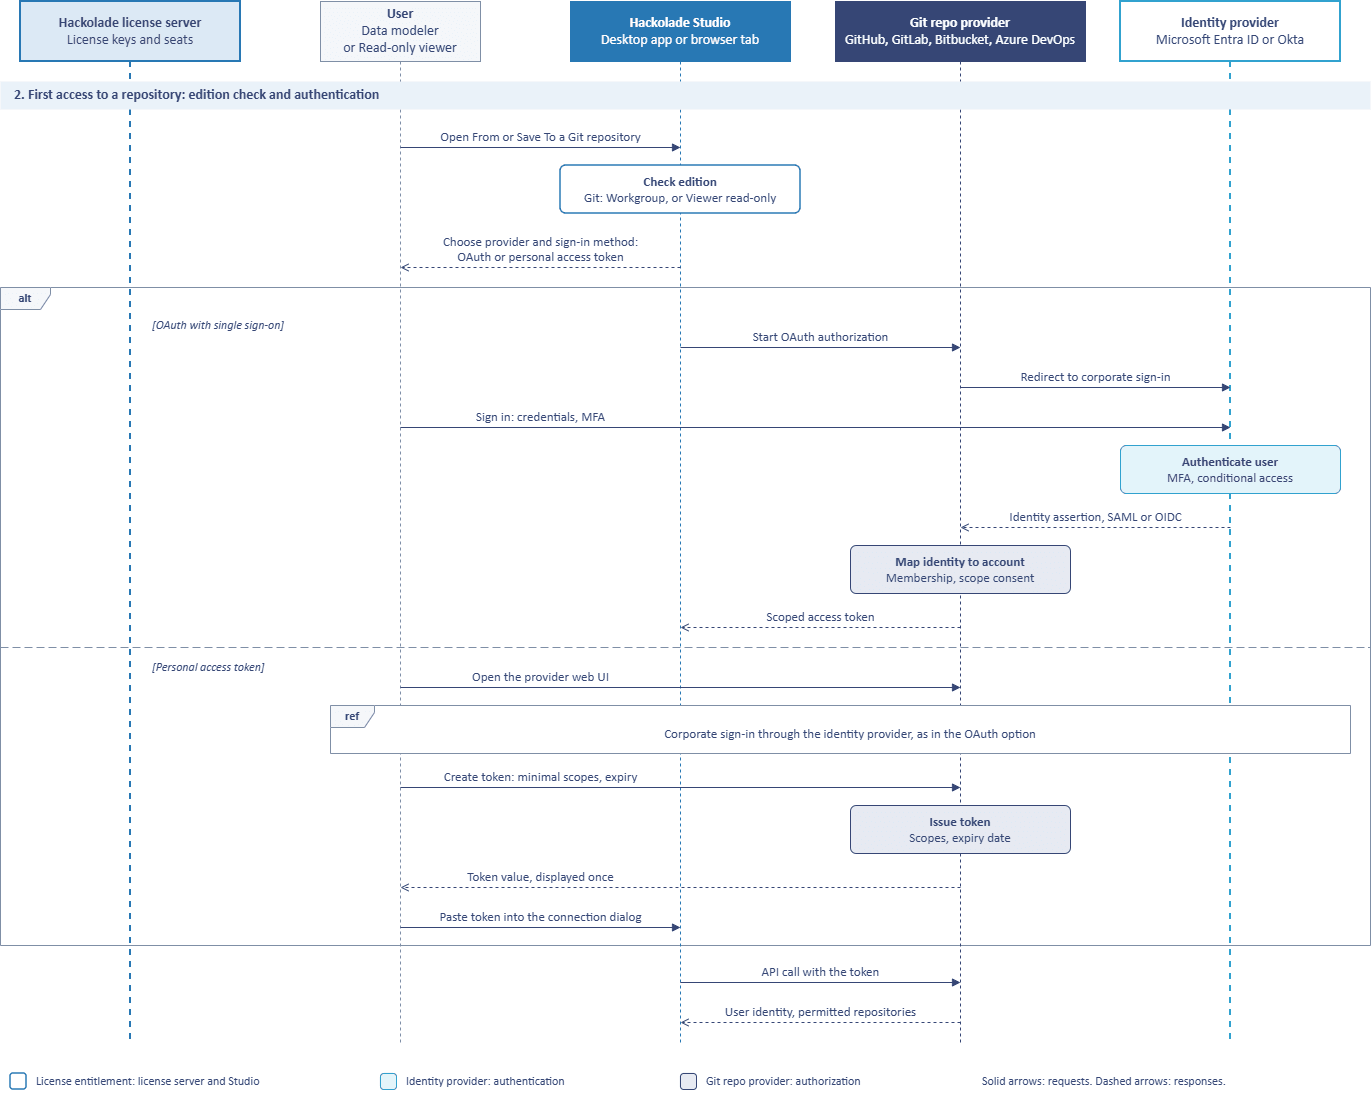 Hackolade license server
License keys and seats
User
Data modeler
or Read-only viewer
Hackolade Studio
Desktop app or browser tab
Git repo provider
GitHub, GitLab, Bitbucket, Azure DevOps
Identity provider
Microsoft Entra ID or Okta
2. First access to a repository: edition check and authentication
Open From or Save To a Git repository
Check edition
Git: Workgroup, or Viewer read-only
Choose provider and sign-in method:
OAuth or personal access token
alt
[OAuth with single sign-on]
Start OAuth authorization
Redirect to corporate sign-in
Sign in: credentials, MFA
Authenticate user
MFA, conditional access
Identity assertion, SAML or OIDC
Map identity to account
Membership, scope consent
Scoped access token
[Personal access token]
Open the provider web UI
ref
Corporate sign-in through the identity provider, as in the OAuth option
Create token: minimal scopes, expiry
Issue token
Scopes, expiry date
Token value, displayed once
Paste token into the connection dialog
API call with the token
User identity, permitted repositories
License entitlement: license server and Studio
Identity provider: authentication
Git repo provider: authorization
Solid arrows: requests. Dashed arrows: responses.